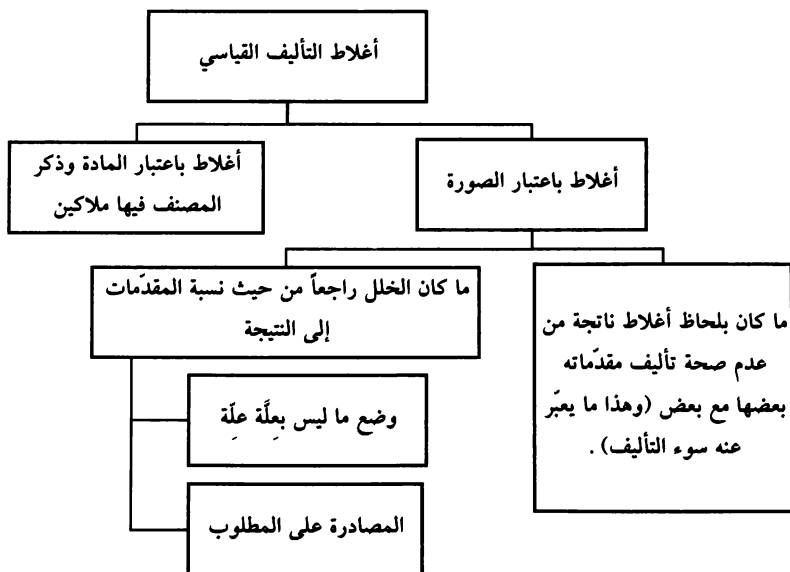 أغلاط التأليف القياسي
أغلاط باعتبار الصورة
أغلاط باعتبار المادة وذكر
المصنف فيها ملاكين
ما كان بلحاظ أغلاط ناتجة من
عدم صحة تأليف مقدّماته
بعضها مع بعض (وهذا ما يعبّر
عنه سوء التأليف).
ما كان الخلل راجعاً من حيث نسبة المقدّمات
إلى النتيجة
وضع ما ليس بعِلَّة علّة
المصادرة على المطلوب